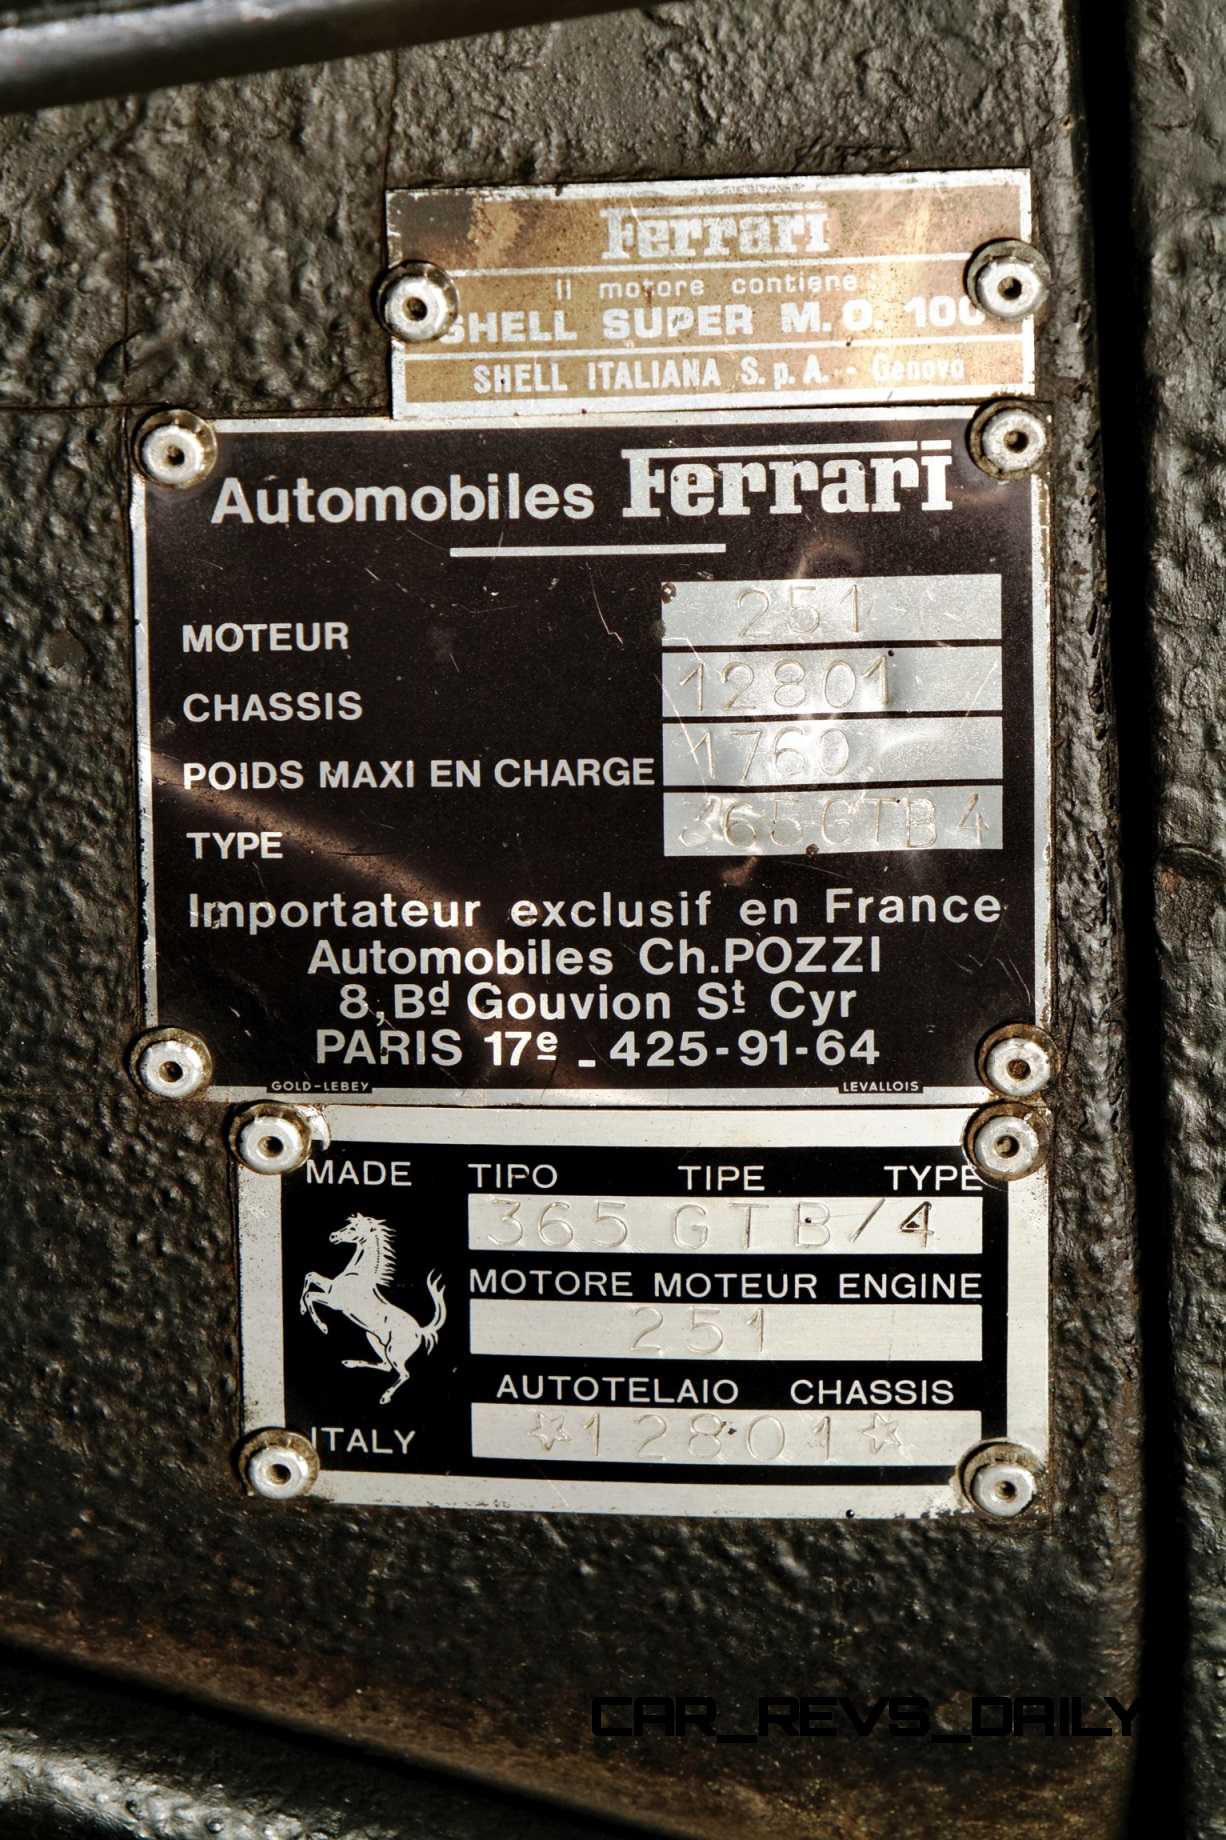 Ferrari
Il motore contiene
SHELL SUPER M.O. 100
SHELL ITALIANA S.p.A. - Genova
Automobiles Ferrari
MOTEUR 251
CHASSIS 12801
POIDS MAXI EN CHARGE 1760
TYPE 365GTB4
Importateur exclusif en France
Automobiles Ch.POZZI
8, Bd Gouvion St Cyr
PARIS 17e - 425-91-64
GOLD-LEBEY LEVALLOIS
MADE TIPO TIPE TYPE
365 GTB/4
MOTORE MOTEUR ENGINE
251
AUTOTELAIO CHASSIS
ITALY ☆12801☆
CAR_REVS_DAILY